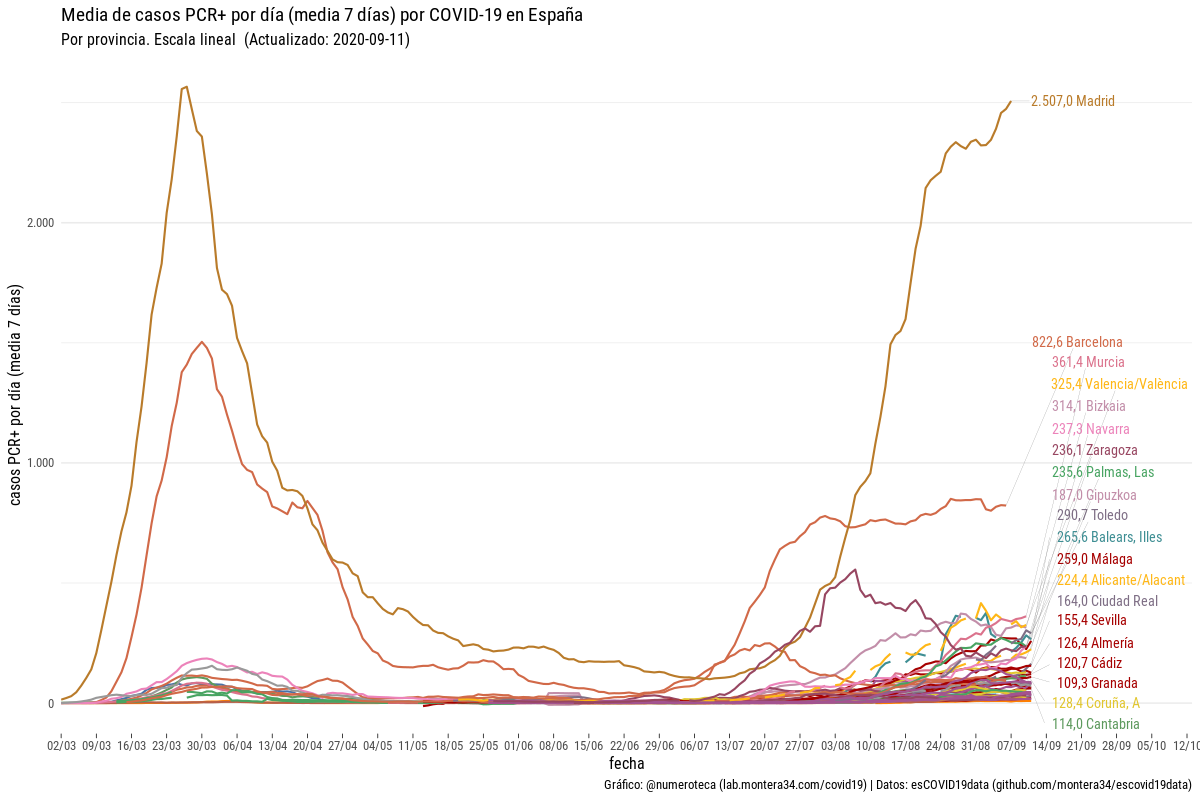 Media de casos PCR+ por día (media 7 días) por COVID-19 en España
Por provincia. Escala lineal (Actualizado: 2020-09-11)
casos PCR+ por día (media 7 días)
2.000
1.000
0
2.507,0 Madrid
822,6 Barcelona
361,4 Murcia
325,4 Valencia/València
314,1 Bizkaia
237,3 Navarra
236,1 Zaragoza
235,6 Palmas, Las
187,0 Gipuzkoa
290,7 Toledo
265,6 Balears, Illes
259,0 Málaga
224,4 Alicante/Alacant
164,0 Ciudad Real
155,4 Sevilla
126,4 Almería
120,7 Cádiz
109,3 Granada
128,4 Coruña, A
114,0 Cantabria
02/03 09/03 16/03 23/03 30/03 06/04 13/04 20/04 27/04 04/05 11/05 18/05 25/05 01/06 08/06 15/06 22/06 29/06 06/07 13/07 20/07 27/07 03/08 10/08 17/08 24/08 31/08 07/09 14/09 21/09 28/09 05/10 12/10
fecha
Gráfico: @numeroteca (lab.montera34.com/covid19) | Datos: esCOVID19data (github.com/montera34/escovid19data)